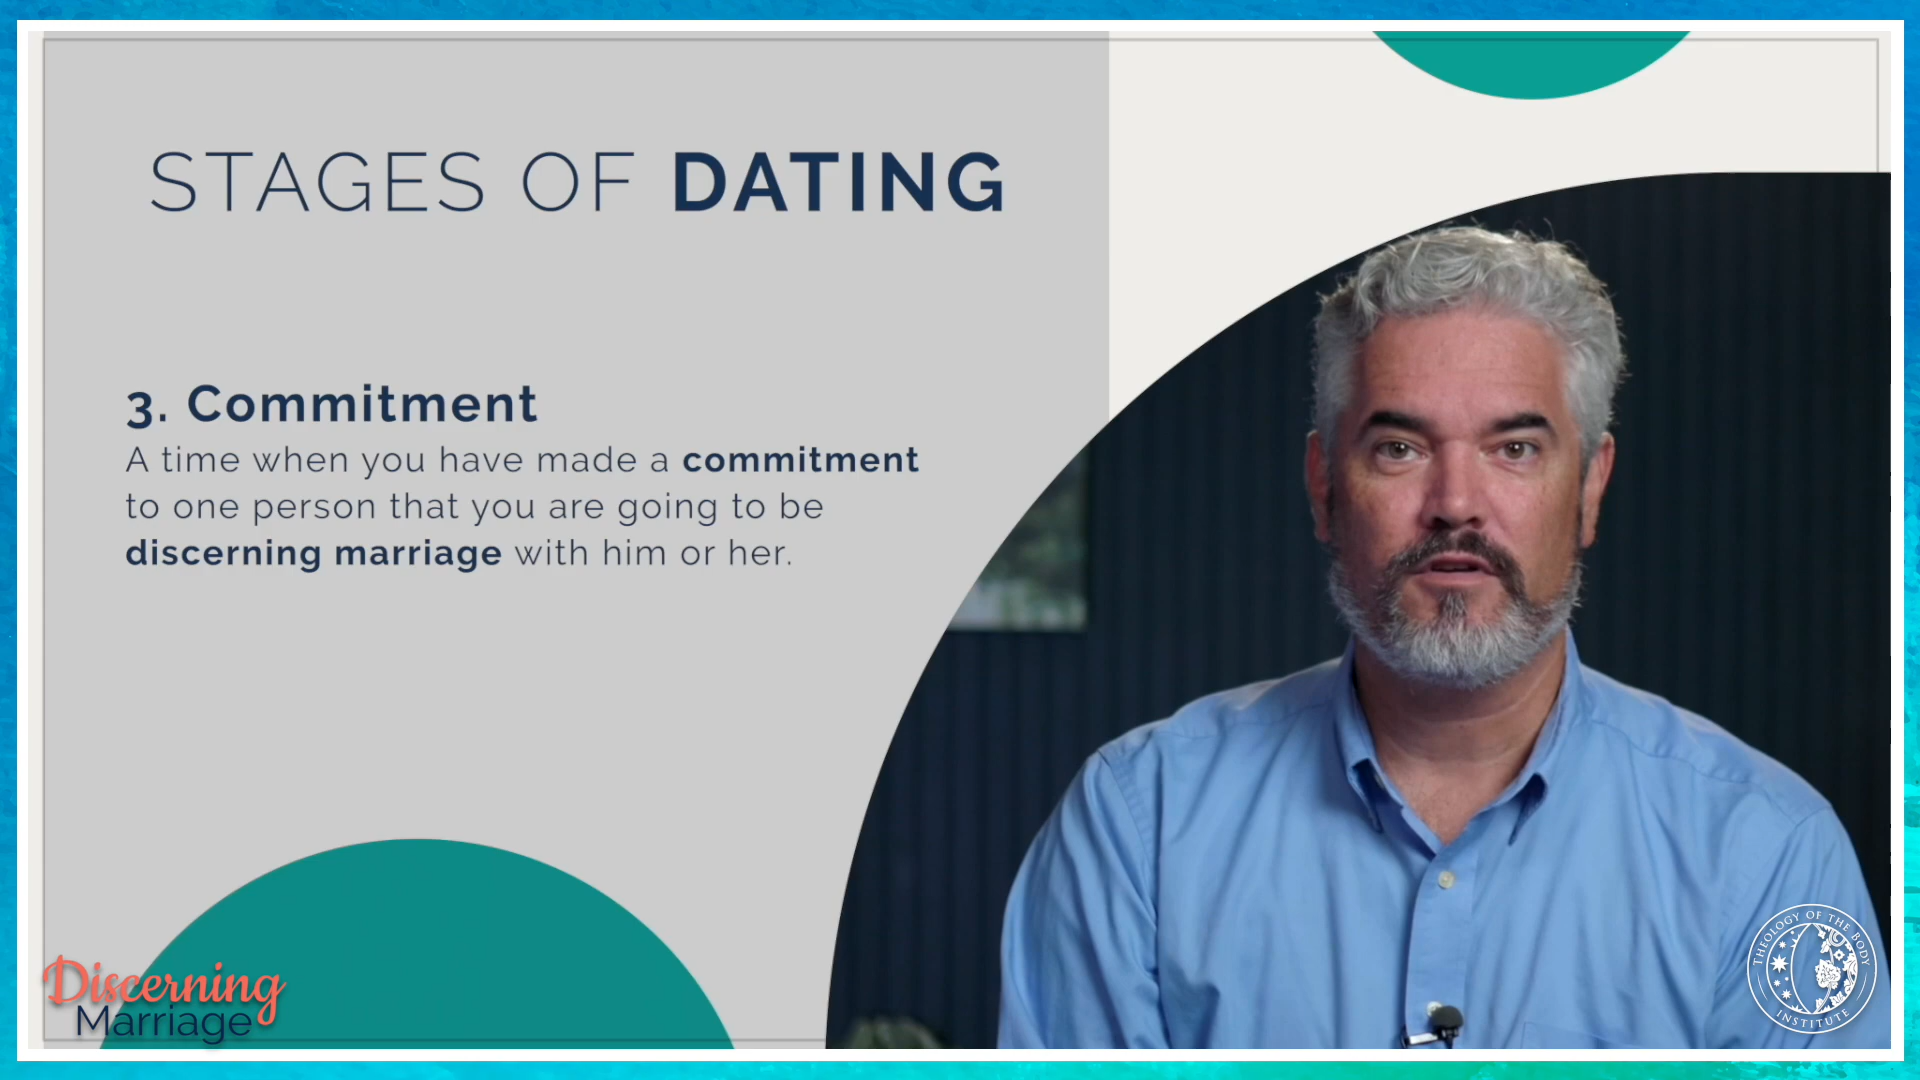 STAGES OF DATING
3. Commitment
A time when you have made a commitment
to one person that you are going to be
discerning marriage with him or her.
Discerning
Marriage
THEOLOGY OF THE BODY
INSTITUTE